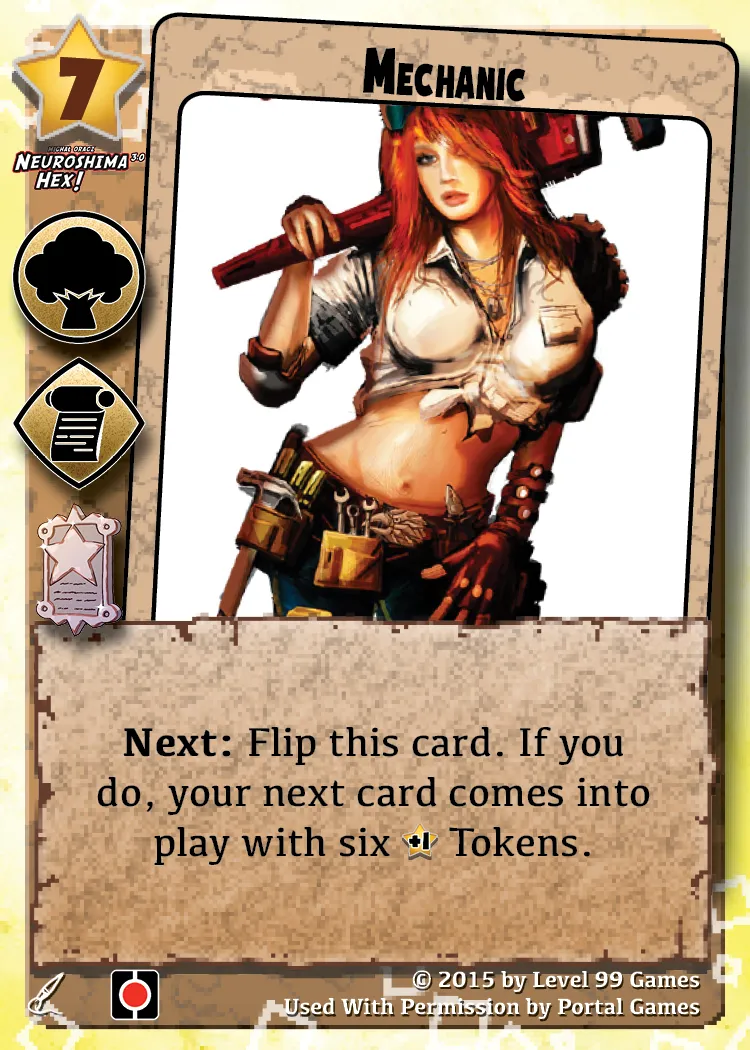 7
Mechanic
MICHAŁ ORACZ
NEUROSHIMA 3.0
HEX!
Next: Flip this card. If you
do, your next card comes into
play with six +1 Tokens.
© 2015 by Level 99 Games
Used With Permission by Portal Games